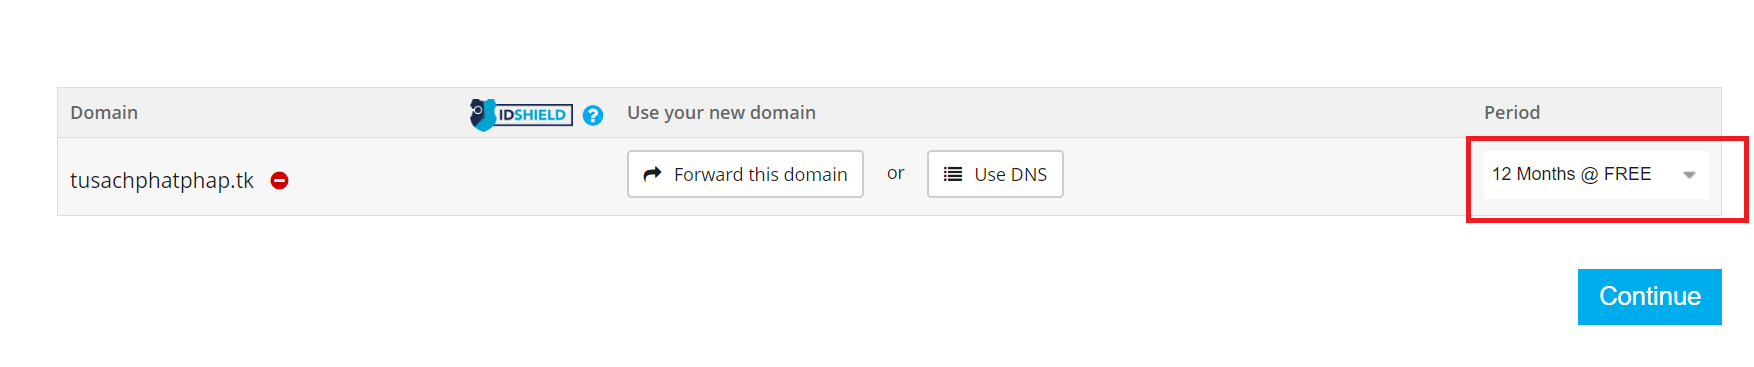 Domain
IDSHIELD
?
Use your new domain
Period
tusachphatphap.tk
Forward this domain
or
Use DNS
12 Months @ FREE
Continue